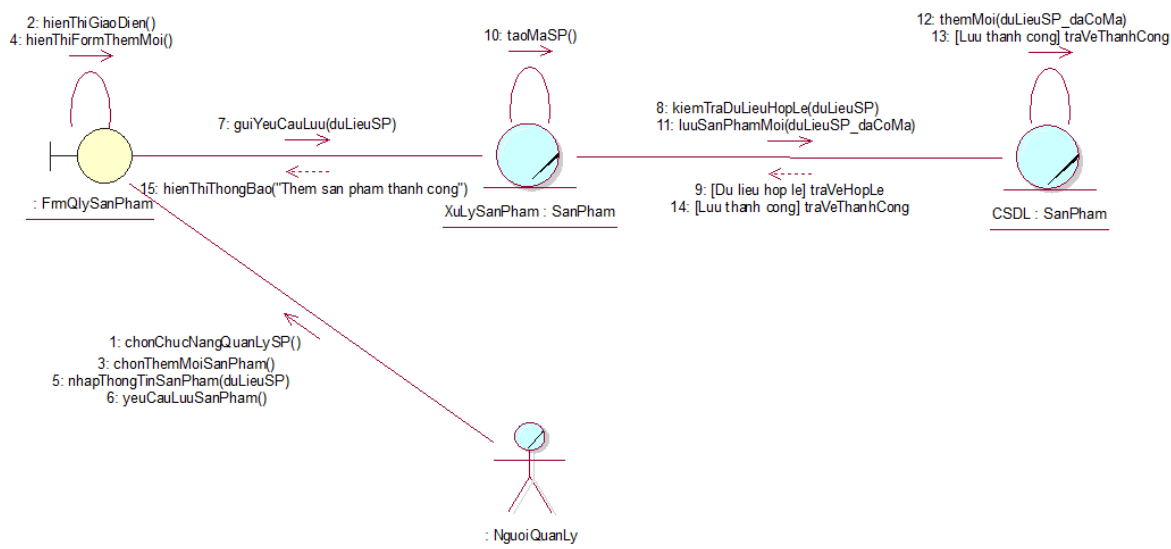 2: hienThiGiaoDien()
4: hienThiFormThemMoi()
10: taoMaSP()
12: themMoi(duLieuSP_daCoMa)
13: [Luu thanh cong] traVeThanhCong
7: guiYeuCauLuu(duLieuSP)
8: kiemTraDuLieuHopLe(duLieuSP)
11: luuSanPhamMoi(duLieuSP_daCoMa)
15: hienThiThongBao("Them san pham thanh cong")
9: [Du lieu hop le] traVeHopLe
14: [Luu thanh cong] traVeThanhCong
: FrmQlySanPham
XuLySanPham : SanPham
CSDL : SanPham
1: chonChucNangQuanLySP()
3: chonThemMoiSanPham()
5: nhapThongTinSanPham(duLieuSP)
6: yeuCauLuuSanPham()
: NguoiQuanLy